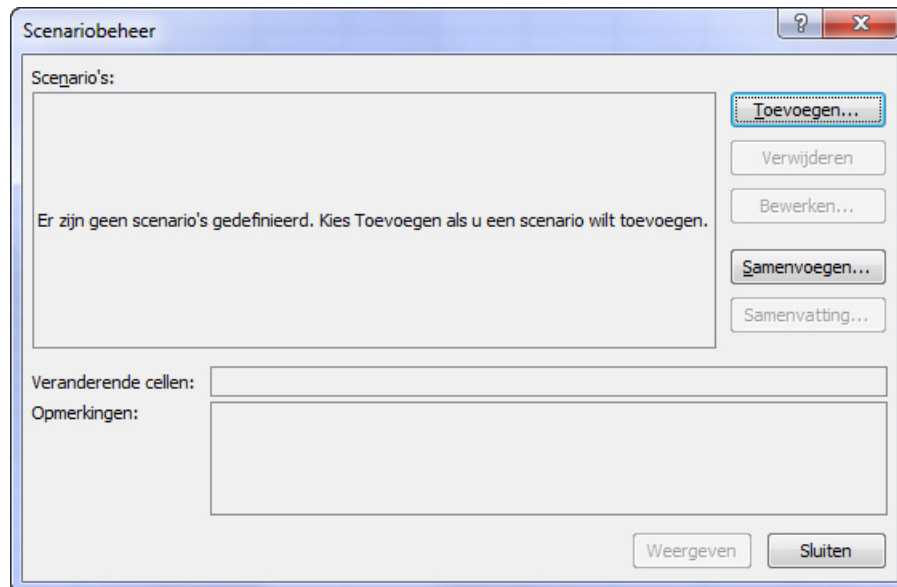 Scenariobeheer
Scenario's:
Toevoegen...
Verwijderen
Er zijn geen scenario's gedefinieerd. Kies Toevoegen als u een scenario wilt toevoegen.
Bewerken...
Samenvoegen...
Samenvatting...
Veranderende cellen:
Opmerkingen:
Weergeven
Sluiten